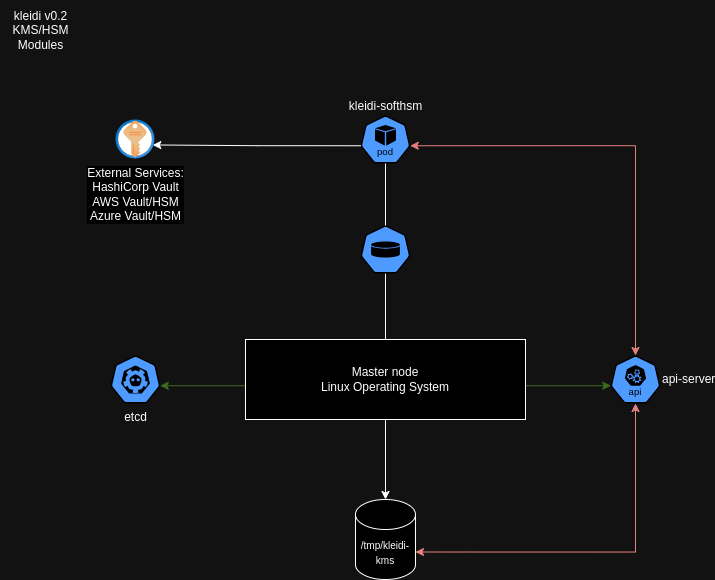 kleidi v0.2
KMS/HSM
Modules
kleidi-softhsm
pod
External Services:
HashiCorp Vault
AWS Vault/HSM
Azure Vault/HSM
Master node
Linux Operating System
etcd
api
api-server
/tmp/kleidi-
kms